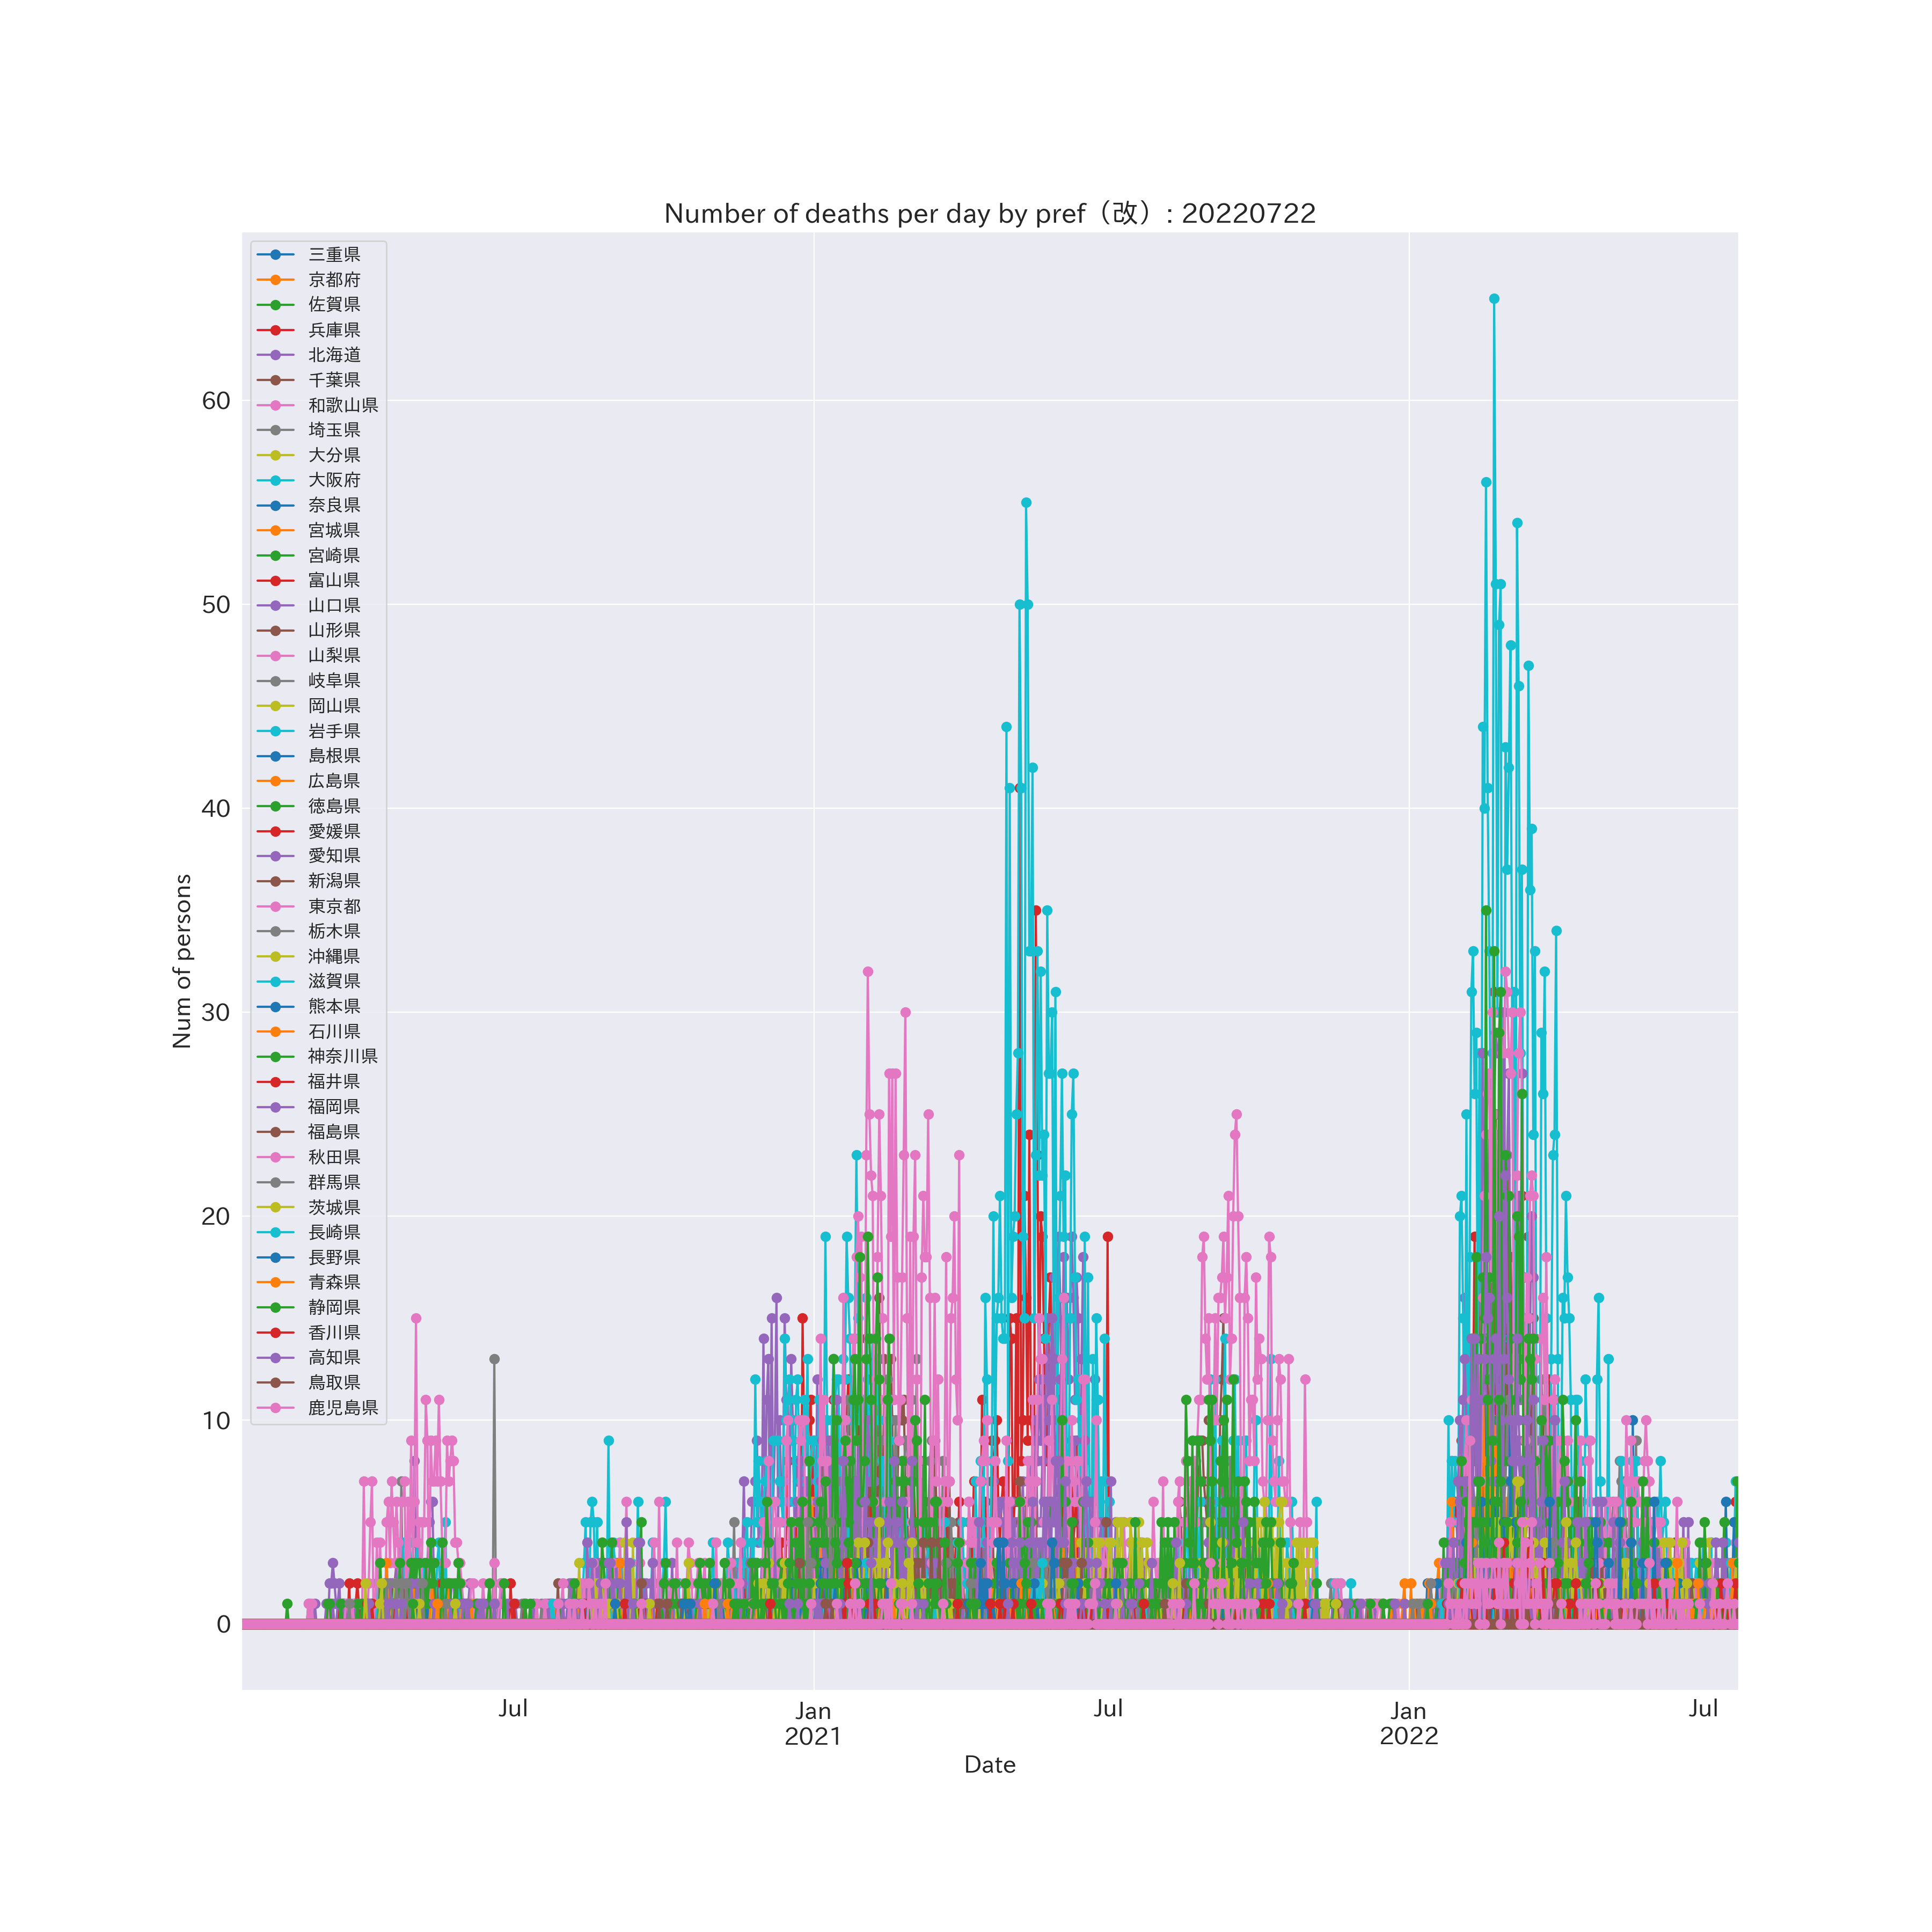 Number of deaths per day by pref（改）: 20220722
三重県
京都府
佐賀県
兵庫県
北海道
千葉県
和歌山県
埼玉県
大分県
大阪府
奈良県
宮城県
宮崎県
富山県
山口県
山形県
山梨県
岐阜県
岡山県
岩手県
島根県
広島県
徳島県
愛媛県
愛知県
新潟県
東京都
栃木県
沖縄県
滋賀県
熊本県
石川県
神奈川県
福井県
福岡県
福島県
秋田県
群馬県
茨城県
長崎県
長野県
青森県
静岡県
香川県
高知県
鳥取県
鹿児島県
60
50
40
30
20
10
0
Num of persons
Jul
Jan
2021
Jul
Jan
2022
Jul
Date